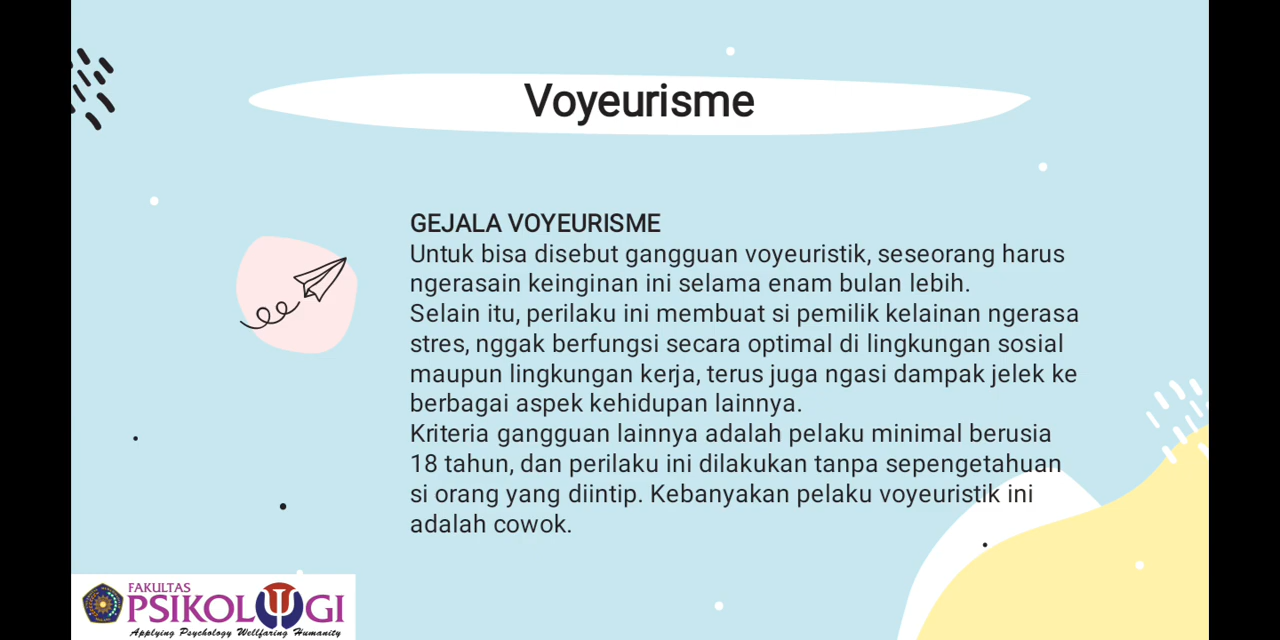 Voyeurisme
GEJALA VOYEURISME
Untuk bisa disebut gangguan voyeuristik, seseorang harus
ngerasain keinginan ini selama enam bulan lebih.
Selain itu, perilaku ini membuat si pemilik kelainan ngerasa
stres, nggak berfungsi secara optimal di lingkungan sosial
maupun lingkungan kerja, terus juga ngasi dampak jelek ke
berbagai aspek kehidupan lainnya.
Kriteria gangguan lainnya adalah pelaku minimal berusia
18 tahun, dan perilaku ini dilakukan tanpa sepengetahuan
si orang yang diintip. Kebanyakan pelaku voyeuristik ini
adalah cowok.
FAKULTAS
PSIKOLOGI
Applying Psychology Wellfaring Humanity